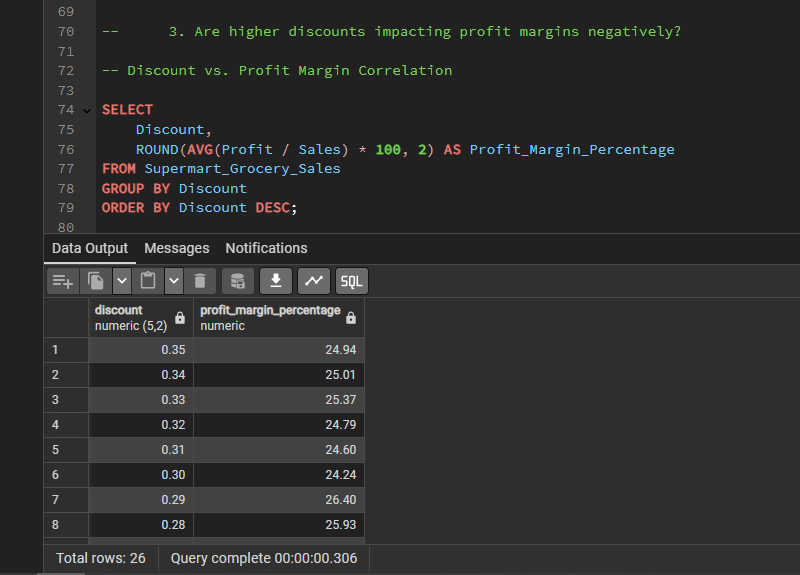 69
70 --      3. Are higher discounts impacting profit margins negatively?
71
72 -- Discount vs. Profit Margin Correlation
73
74 SELECT
75     Discount,
76     ROUND(AVG(Profit / Sales) * 100, 2) AS Profit_Margin_Percentage
77 FROM Supermart_Grocery_Sales
78 GROUP BY Discount
79 ORDER BY Discount DESC;
80
Data Output Messages Notifications
SQL
discount profit_margin_percentage
numeric (5,2) numeric
1 0.35 24.94
2 0.34 25.01
3 0.33 25.37
4 0.32 24.79
5 0.31 24.60
6 0.30 24.24
7 0.29 26.40
8 0.28 25.93
Total rows: 26 Query complete 00:00:00.306